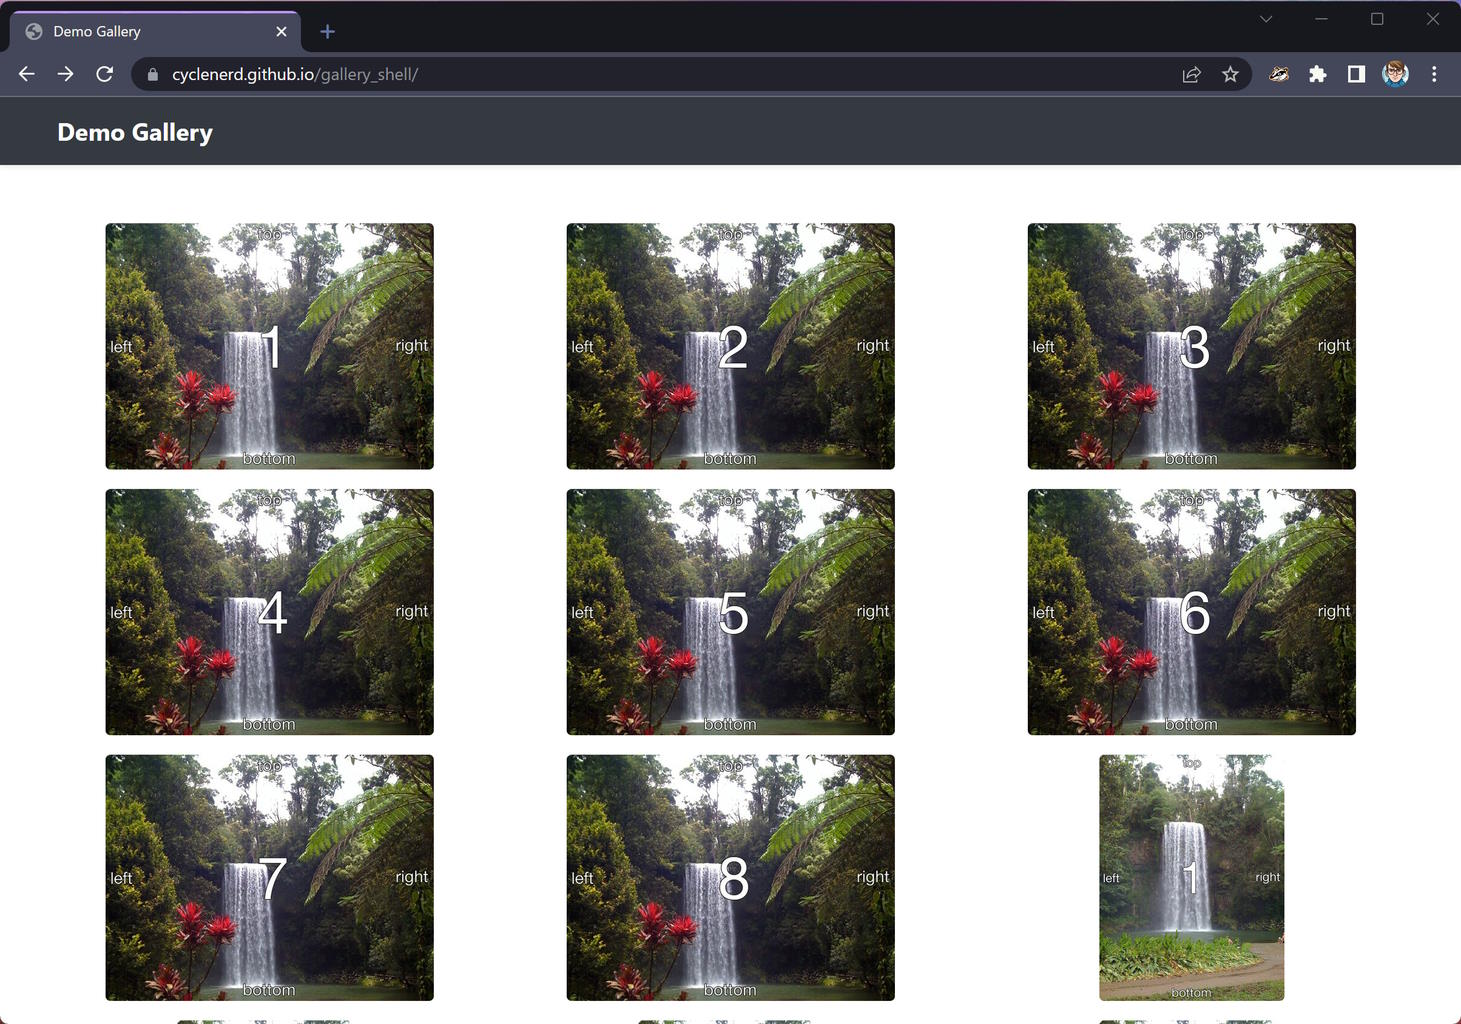 Demo Gallery
cyclenerd.github.io/gallery_shell/
Demo Gallery
top
left 1 right
bottom
top
left 2 right
bottom
top
left 3 right
bottom
top
left 4 right
bottom
top
left 5 right
bottom
top
left 6 right
bottom
top
left 7 right
bottom
top
left 8 right
bottom
top
left 1 right
bottom